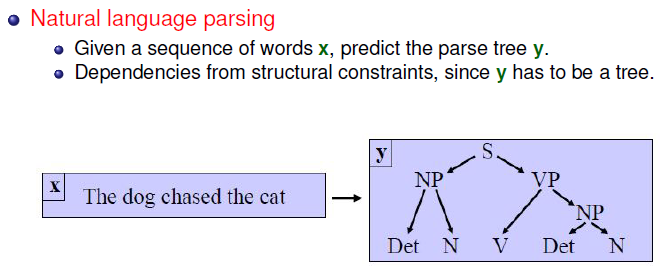 Natural language parsing
Given a sequence of words x, predict the parse tree y.
Dependencies from structural constraints, since y has to be a tree.
x
The dog chased the cat
y
S
NP VP
NP
Det N V Det N